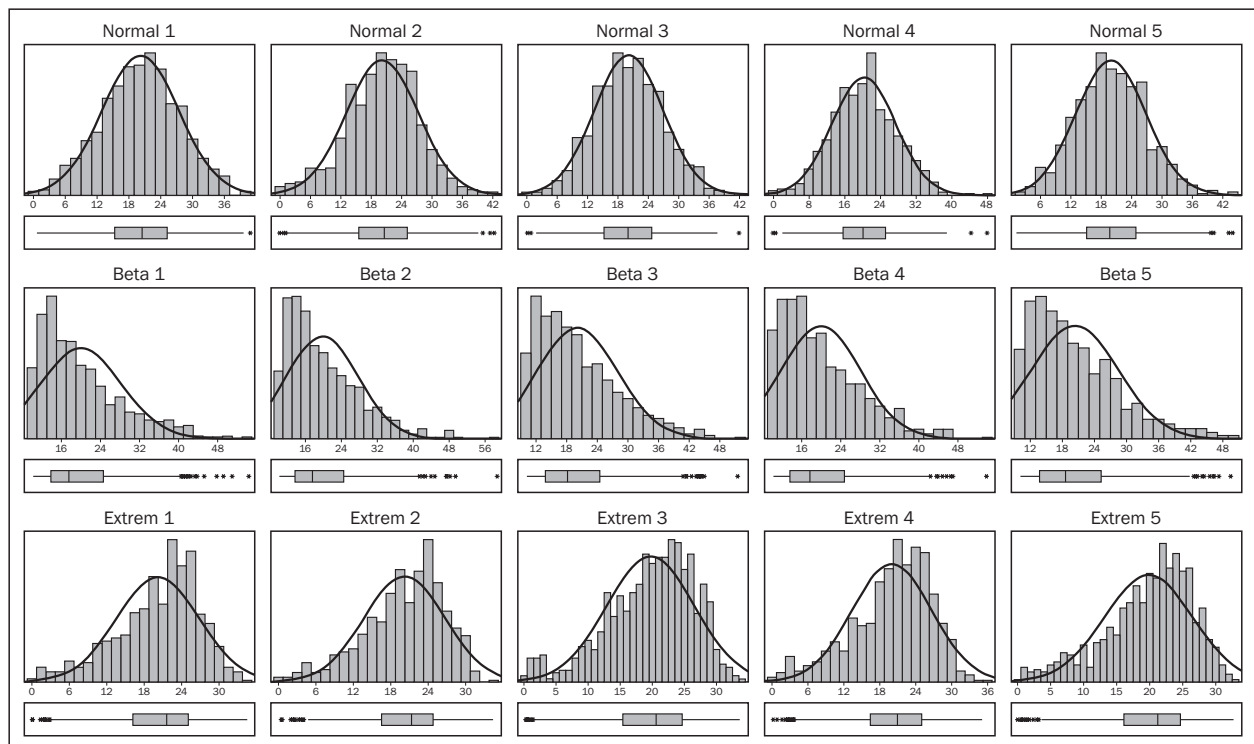 Normal 1 Normal 2 Normal 3 Normal 4 Normal 5
0 6 12 18 24 30 36 0 6 12 18 24 30 36 42 0 6 12 18 24 30 36 42 0 8 16 24 32 40 48 6 12 18 24 30 36 42
Beta 1 Beta 2 Beta 3 Beta 4 Beta 5
16 24 32 40 48 16 24 32 40 48 56 12 18 24 30 36 42 48 16 24 32 40 48 12 18 24 30 36 42 48
Extrem 1 Extrem 2 Extrem 3 Extrem 4 Extrem 5
0 6 12 18 24 30 0 6 12 18 24 30 0 5 10 15 20 25 30 0 6 12 18 24 30 36 0 5 10 15 20 25 30